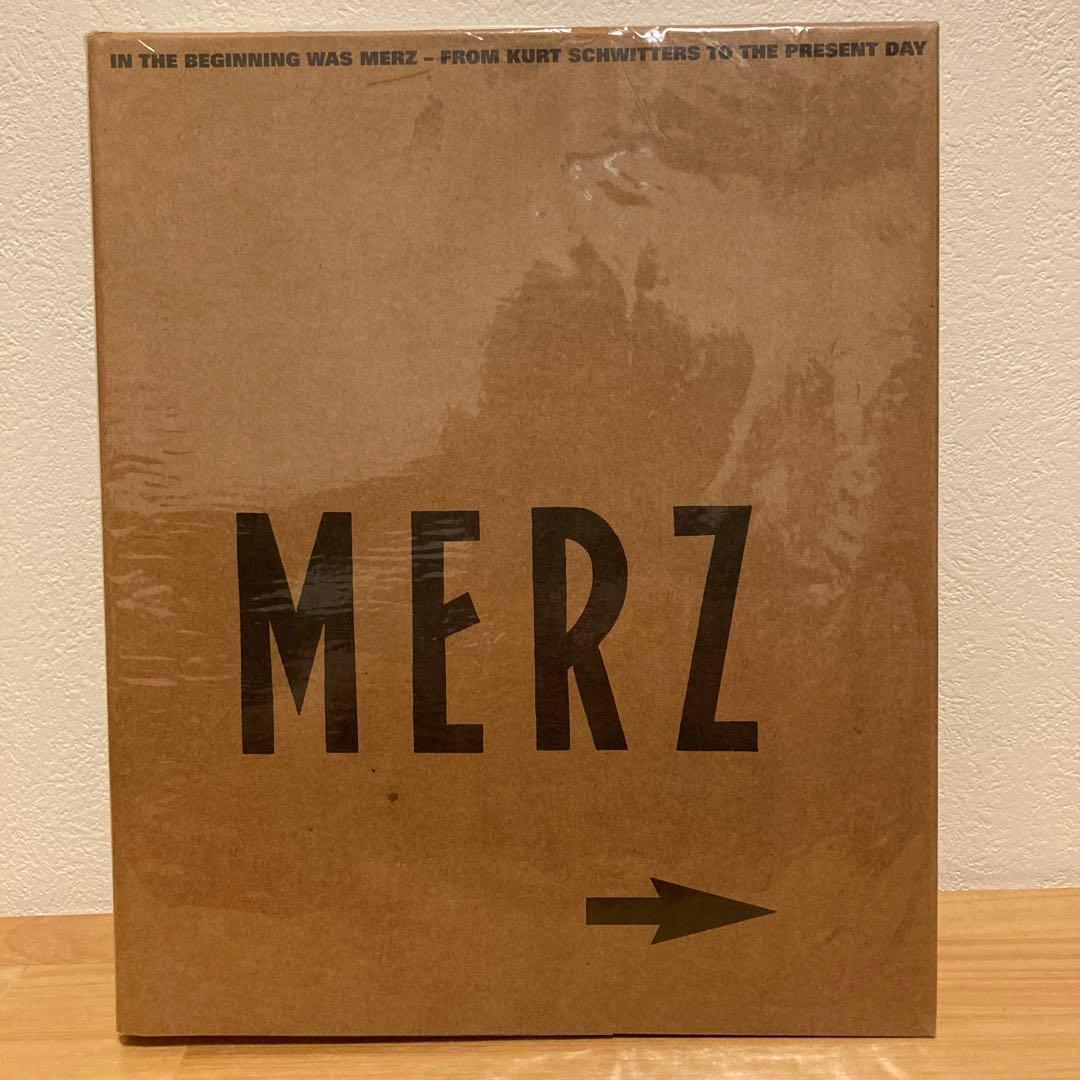 IN THE BEGINNING WAS MERZ – FROM KURT SCHWITTERS TO THE PRESENT DAY
MERZ